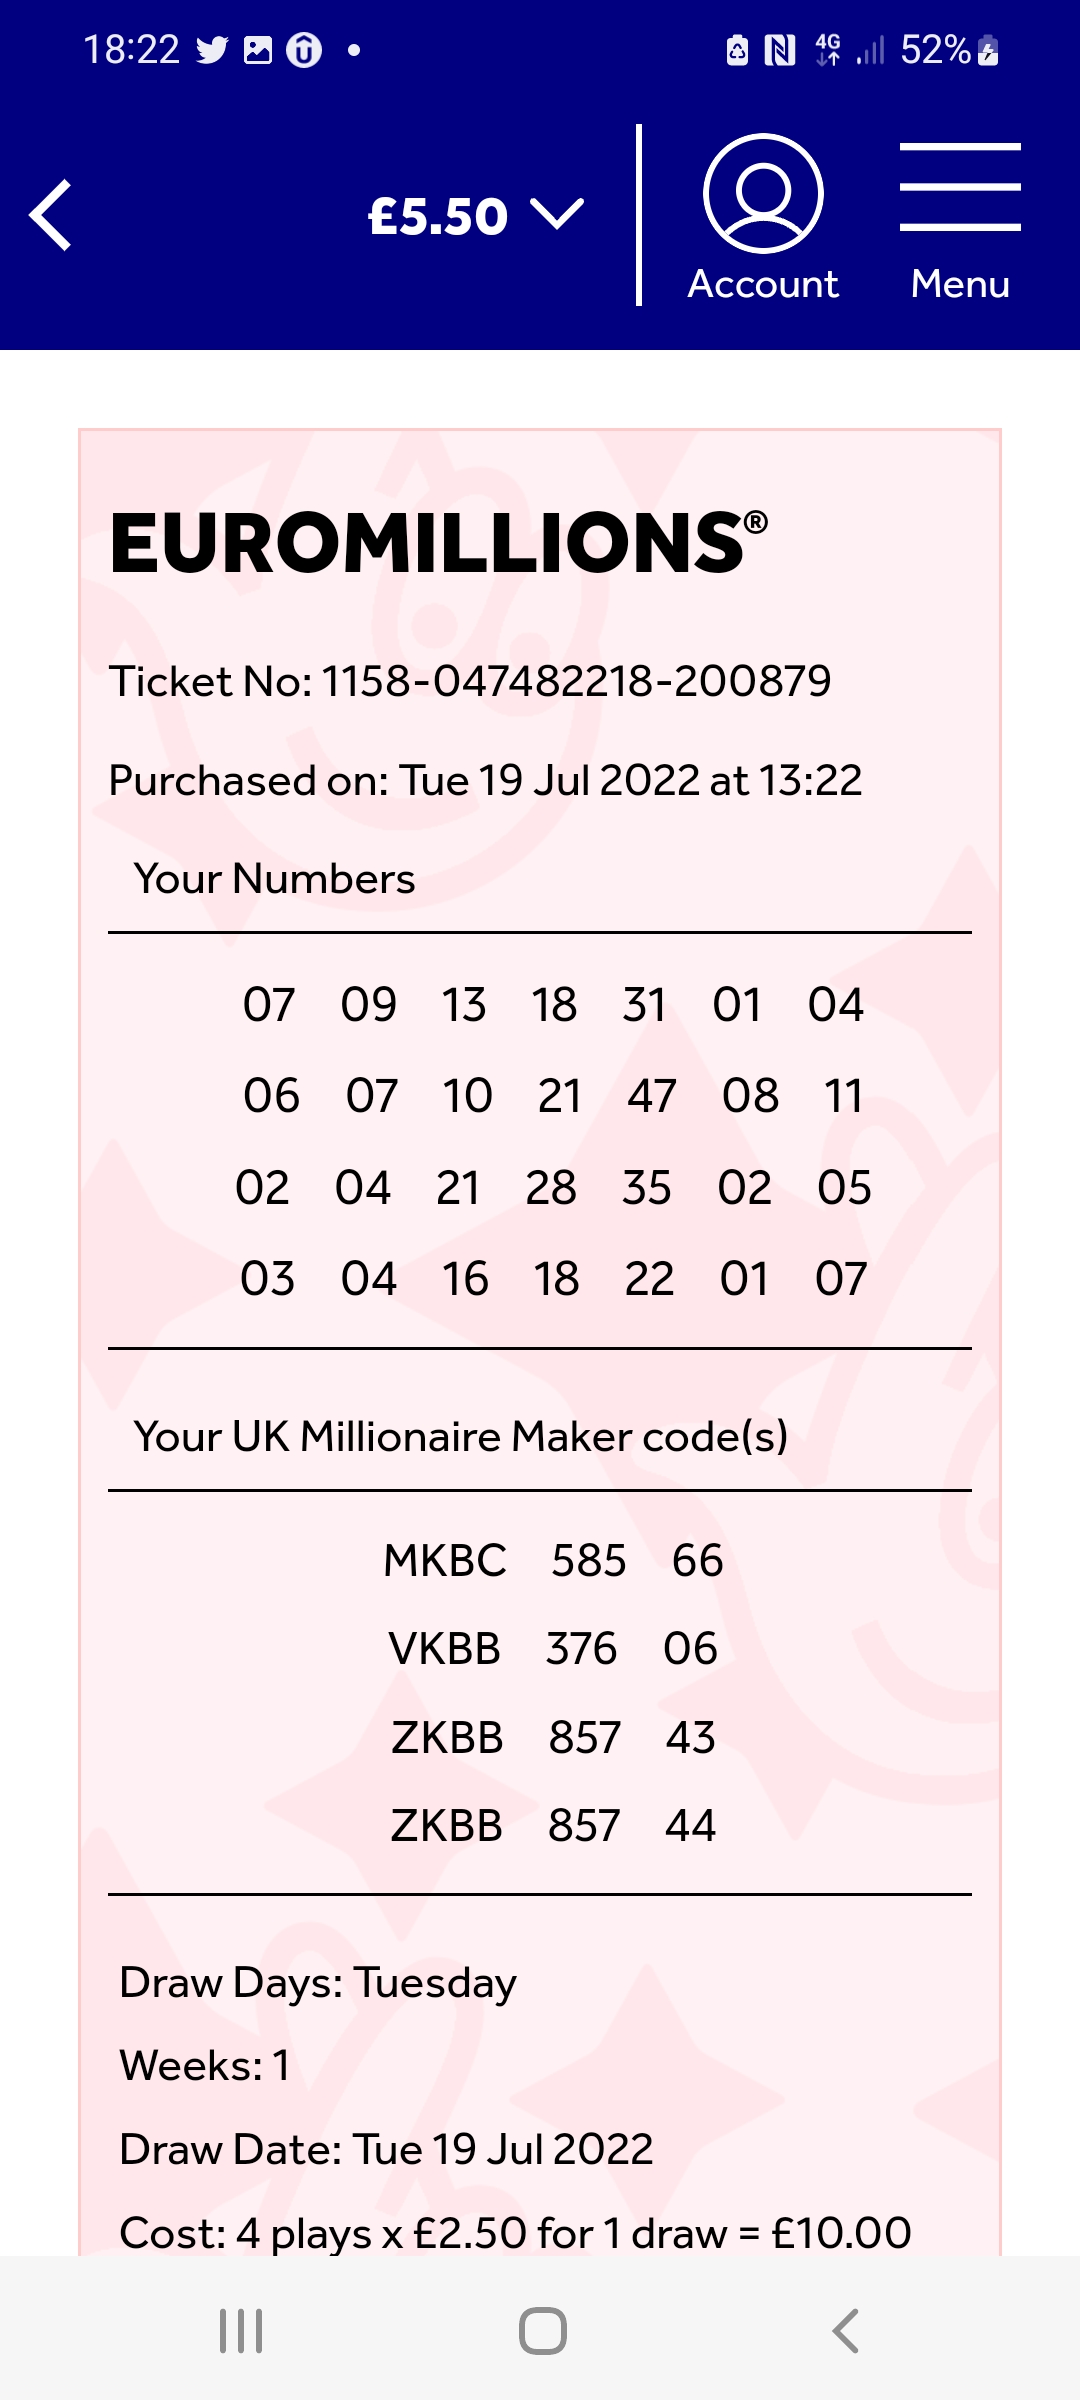 18:22 4G 52%
£5.50
Account Menu
EUROMILLIONS®
Ticket No: 1158-047482218-200879
Purchased on: Tue 19 Jul 2022 at 13:22
Your Numbers
07 09 13 18 31 01 04
06 07 10 21 47 08 11
02 04 21 28 35 02 05
03 04 16 18 22 01 07
Your UK Millionaire Maker code(s)
MKBC 585 66
VKBB 376 06
ZKBB 857 43
ZKBB 857 44
Draw Days: Tuesday
Weeks: 1
Draw Date: Tue 19 Jul 2022
Cost: 4 plays x £2.50 for 1 draw = £10.00